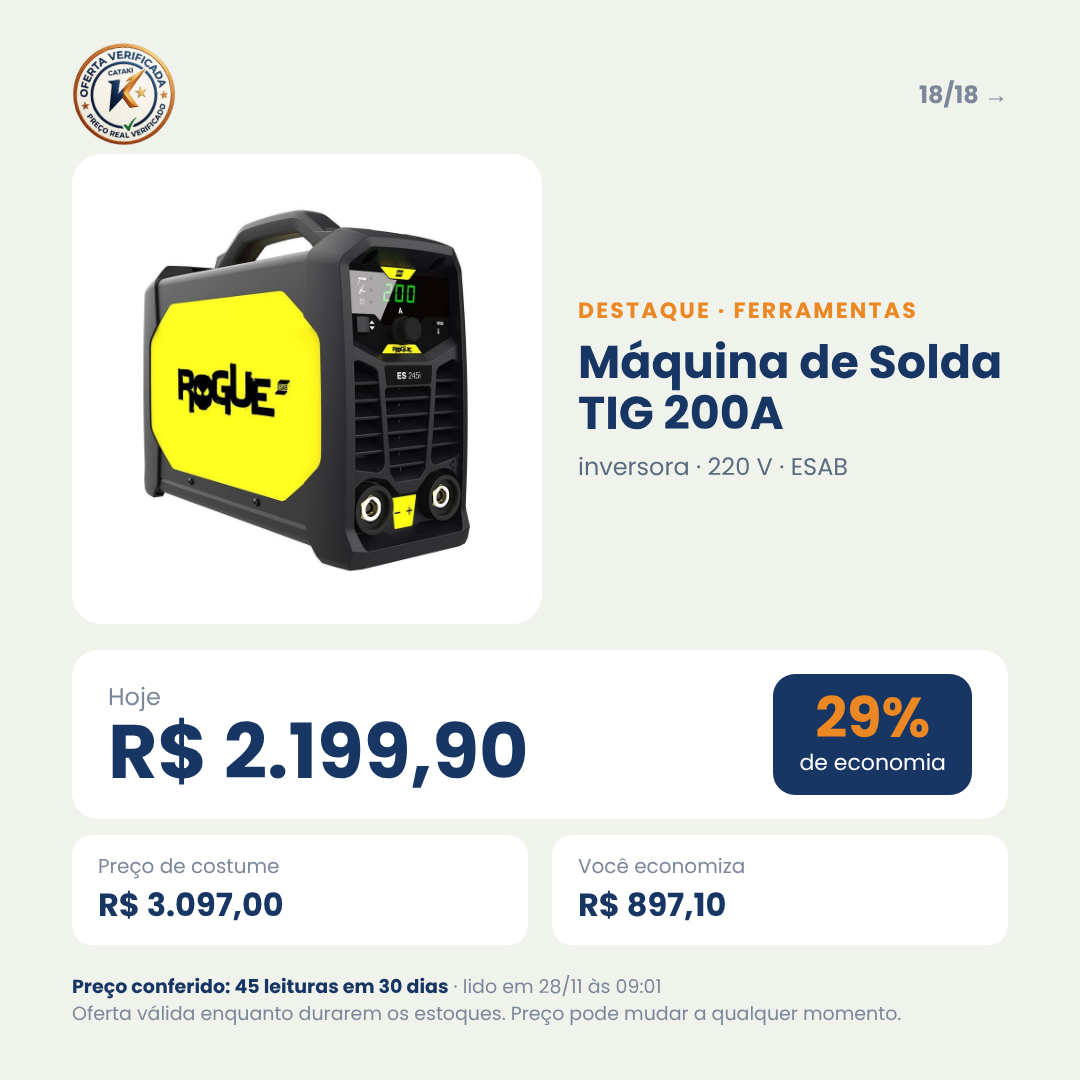 OFERTA VERIFICADA
CATAKI
K
PREÇO REAL VERIFICADO
18/18 →
200
A
ROGUE
ROGUE
ES 245i
- +
DESTAQUE · FERRAMENTAS
Máquina de Solda
TIG 200A
inversora · 220 V · ESAB
Hoje
R$ 2.199,90
29%
de economia
Preço de costume
R$ 3.097,00
Você economiza
R$ 897,10
Preço conferido: 45 leituras em 30 dias · lido em 28/11 às 09:01
Oferta válida enquanto durarem os estoques. Preço pode mudar a qualquer momento.